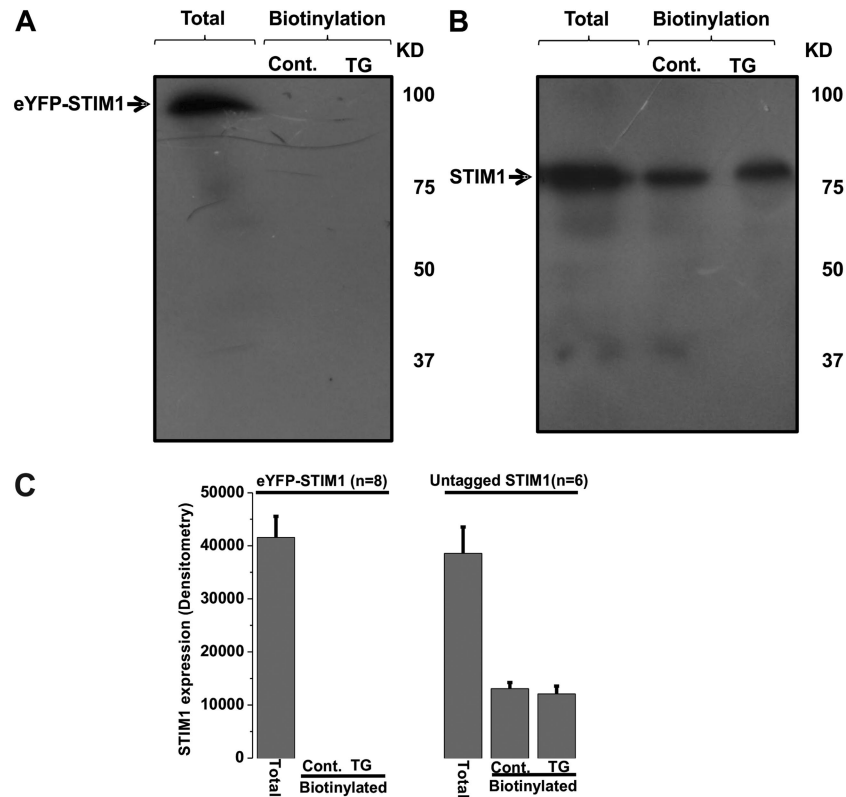 A
Total
Biotinylation
KD
Cont.
TG
eYFP-STIM1
100
75
50
37
B
Total
Biotinylation
KD
Cont.
TG
STIM1
100
75
50
37
C
eYFP-STIM1 (n=8)
Untagged STIM1(n=6)
STIM1 expression (Densitometry)
50000
40000
30000
20000
10000
0
Total
Cont.
TG
Biotinylated
Total
Cont.
TG
Biotinylated